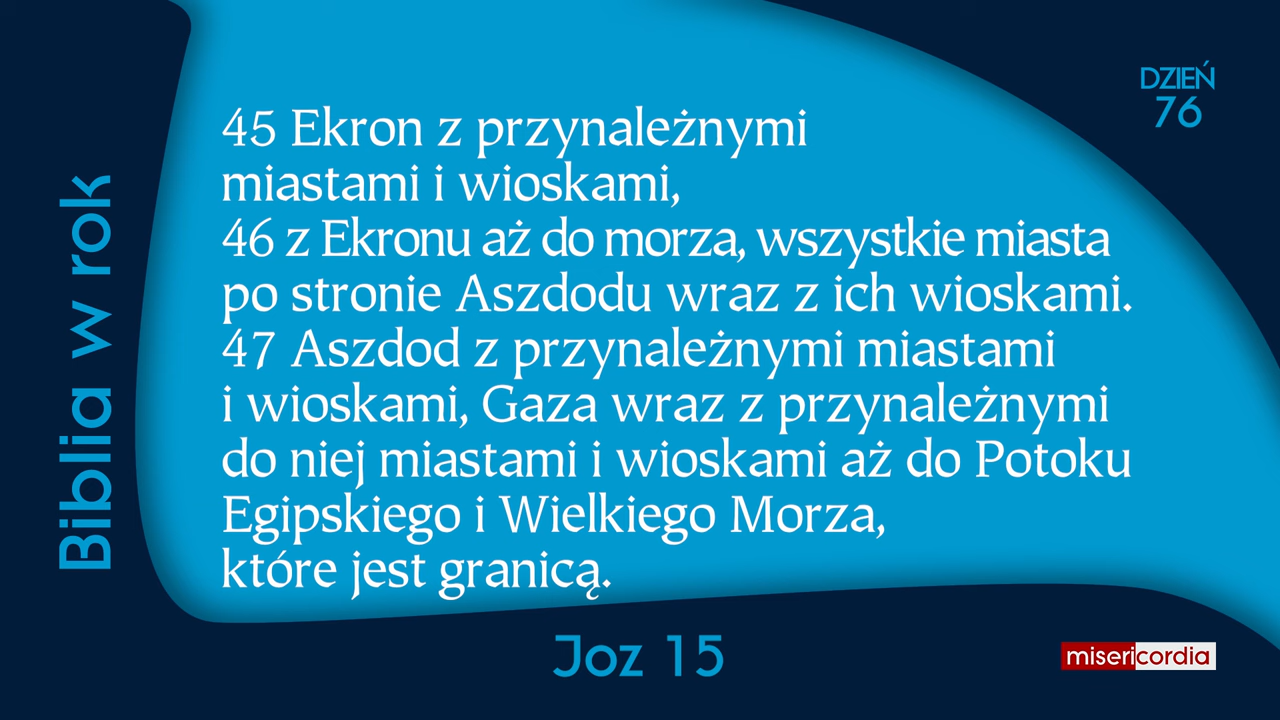 DZIEŃ
76
45 Ekron z przynależnymi
miastami i wioskami,
46 z Ekronu aż do morza, wszystkie miasta
po stronie Aszdodu wraz z ich wioskami.
47 Aszdod z przynależnymi miastami
i wioskami, Gaza wraz z przynależnymi
do niej miastami i wioskami aż do Potoku
Egipskiego i Wielkiego Morza,
które jest granicą.
Biblia w rok
Joz 15
misericordia